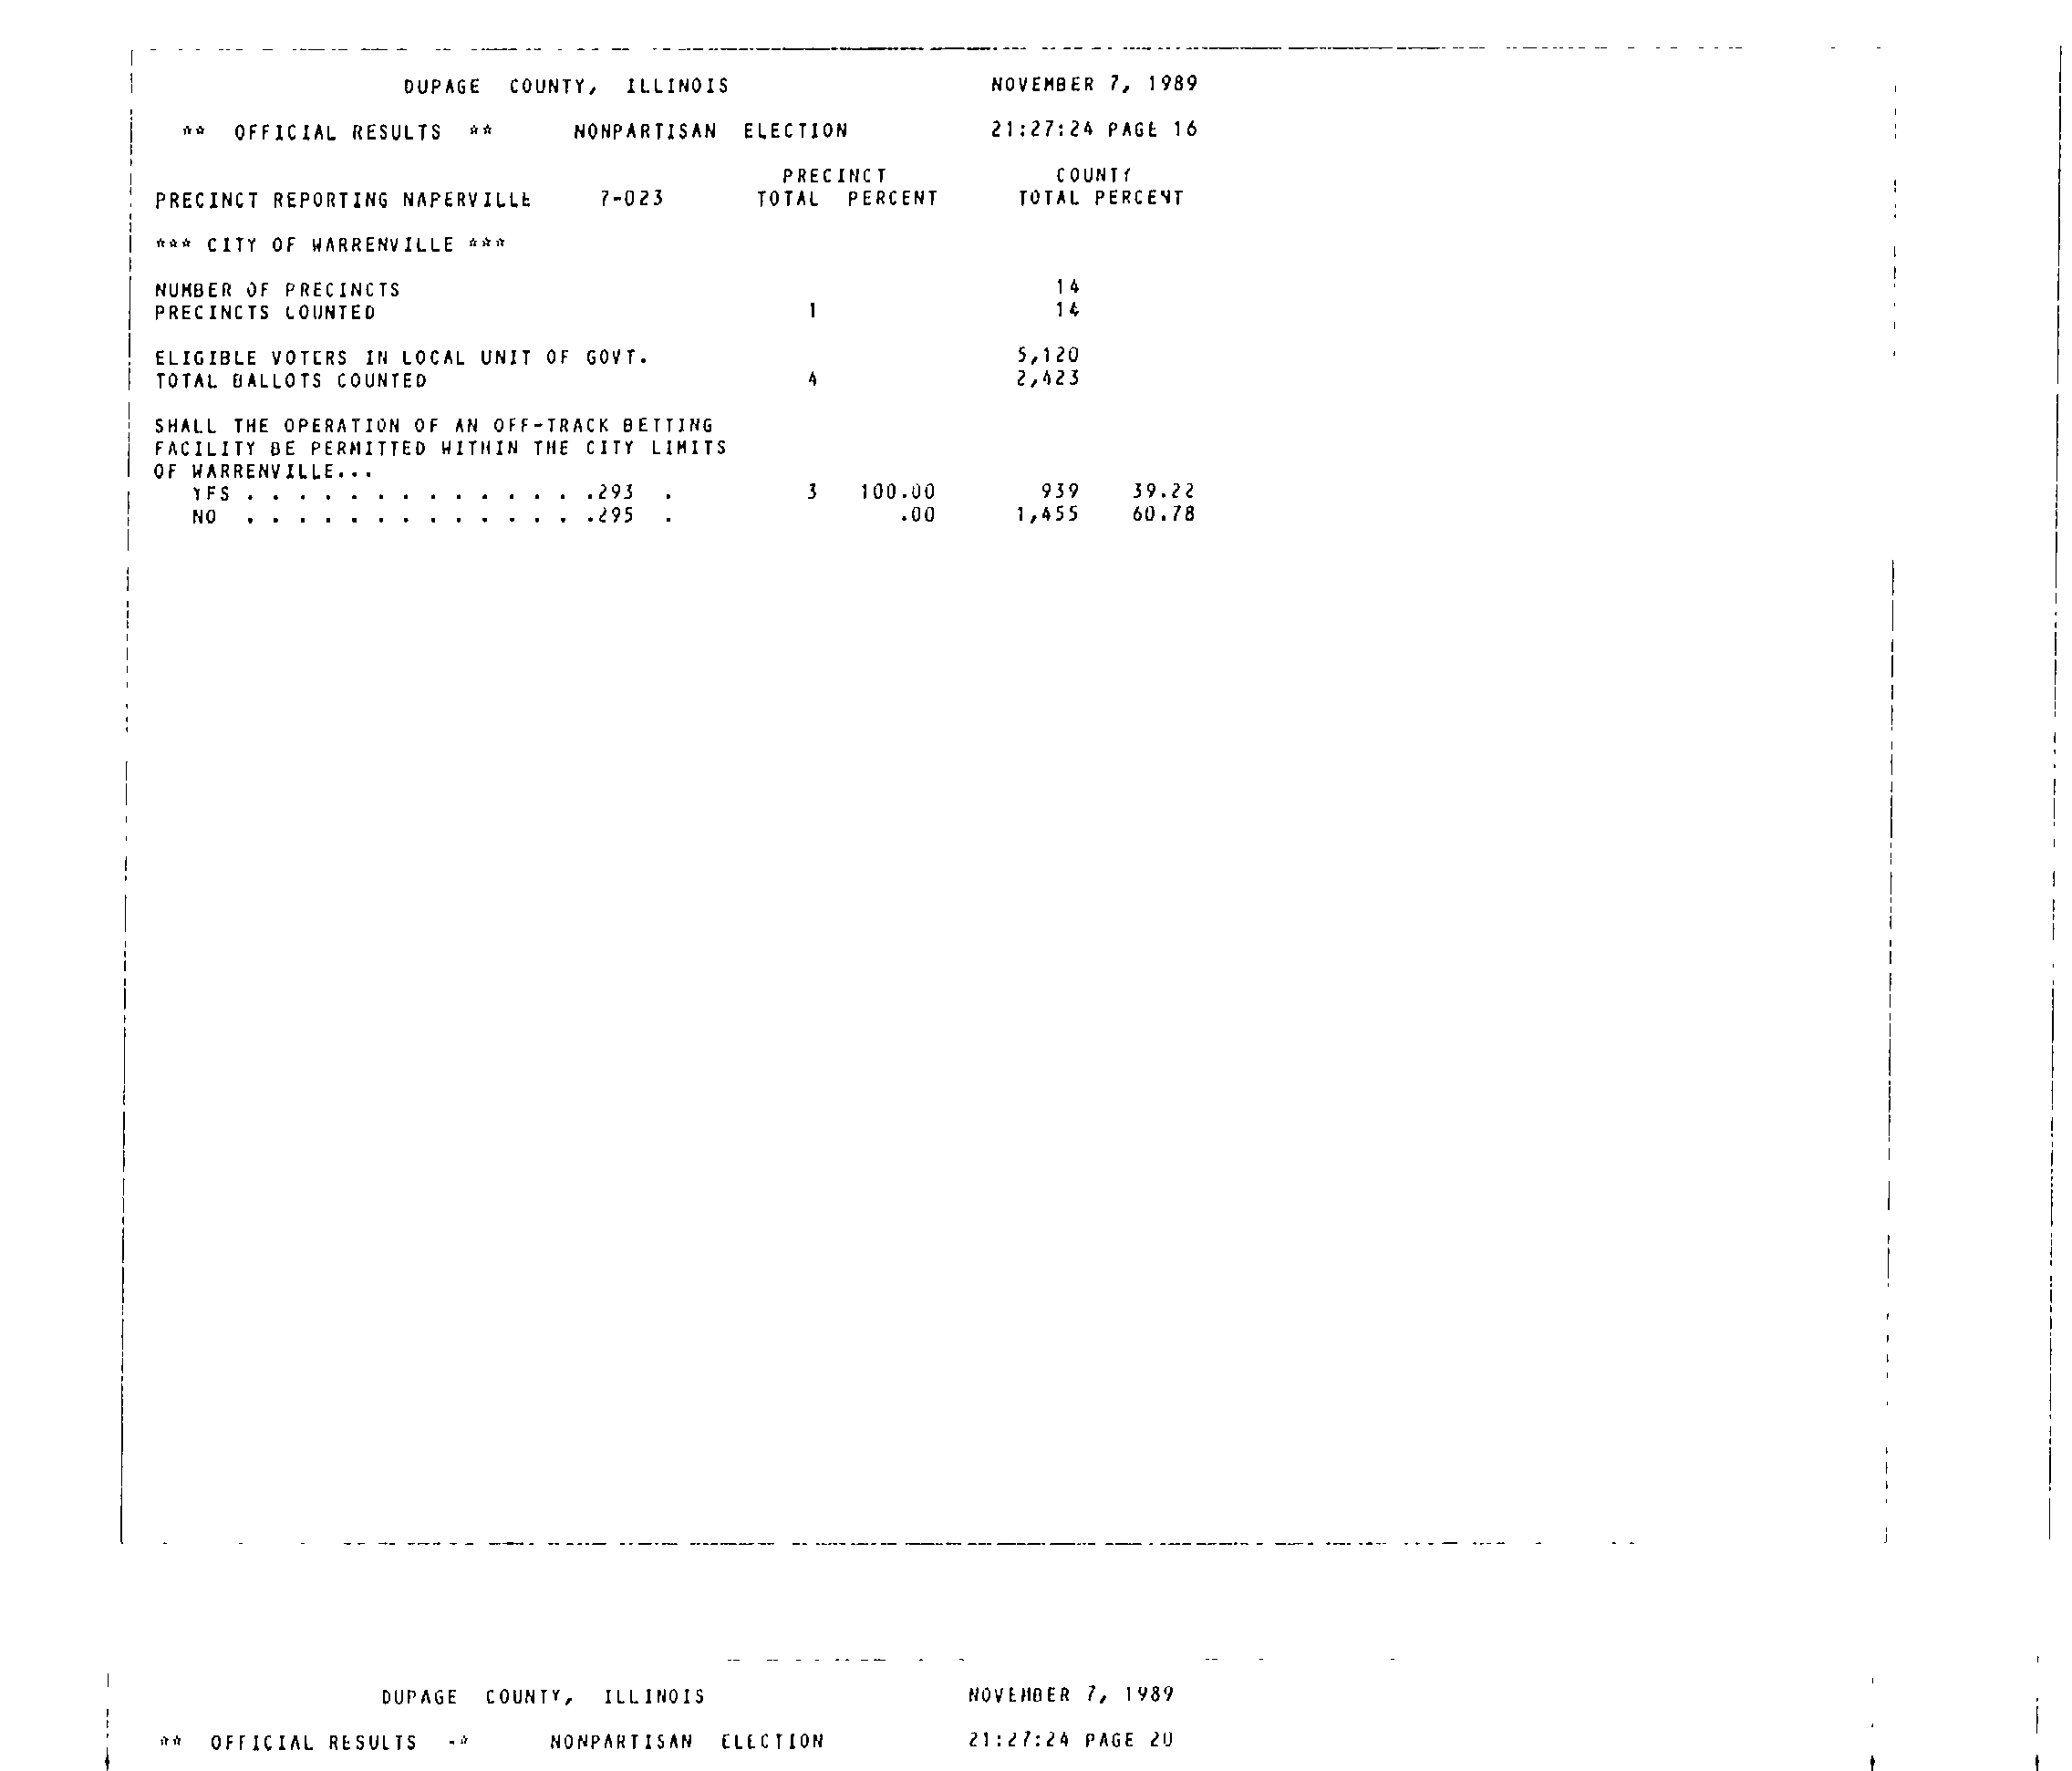 DUPAGE COUNTY, ILLINOIS NOVEMBER 7, 1989
** OFFICIAL RESULTS ** NONPARTISAN ELECTION 21:27:24 PAGE 16
PRECINCT COUNTY
PRECINCT REPORTING NAPERVILLE 7-023 TOTAL PERCENT TOTAL PERCENT
*** CITY OF WARRENVILLE ***
NUMBER OF PRECINCTS 14
PRECINCTS COUNTED 1 14
ELIGIBLE VOTERS IN LOCAL UNIT OF GOVT. 5,120
TOTAL BALLOTS COUNTED 4 2,423
SHALL THE OPERATION OF AN OFF-TRACK BETTING
FACILITY BE PERMITTED WITHIN THE CITY LIMITS
OF WARRENVILLE...
YES . . . . . . . . . . . . . .293 . 3 100.00 939 39.22
NO . . . . . . . . . . . . . .295 . .00 1,455 60.78
DUPAGE COUNTY, ILLINOIS NOVEMBER 7, 1989
** OFFICIAL RESULTS ** NONPARTISAN ELECTION 21:27:24 PAGE 20